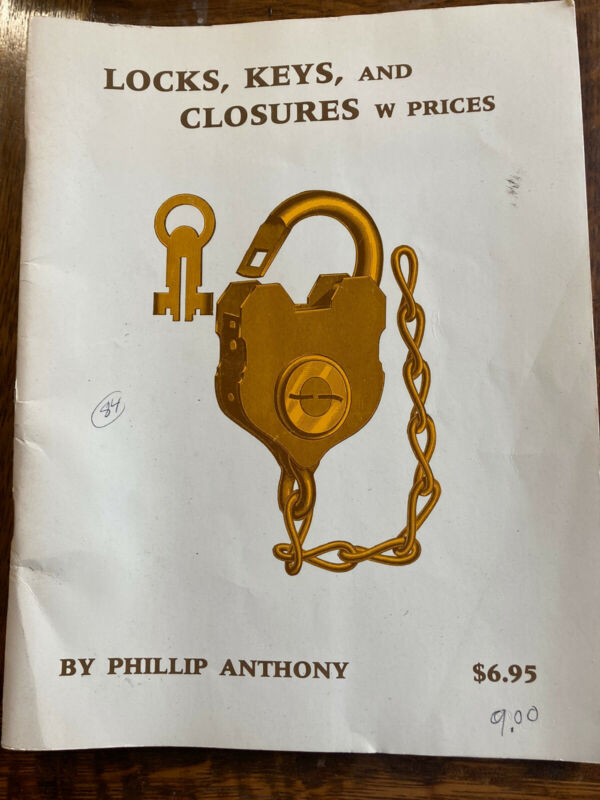 LOCKS, KEYS, AND
CLOSURES W PRICES
84
BY PHILLIP ANTHONY
$6.95
9.00